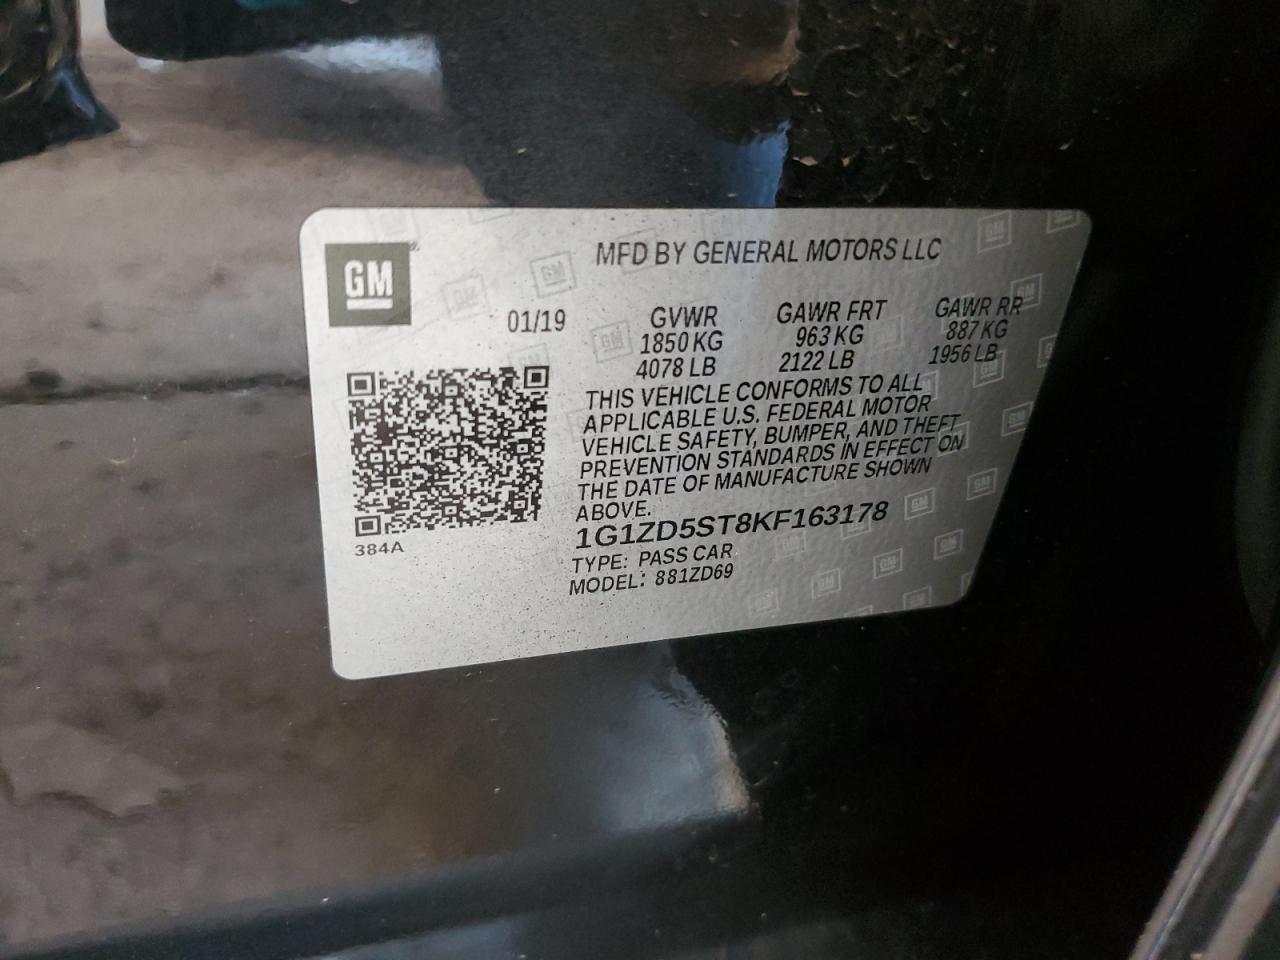 GM
MFD BY GENERAL MOTORS LLC
01/19 GVWR GAWR FRT GAWR RR
1850 KG 963 KG 887 KG
4078 LB 2122 LB 1956 LB
THIS VEHICLE CONFORMS TO ALL
APPLICABLE U.S. FEDERAL MOTOR
VEHICLE SAFETY, BUMPER, AND THEFT
PREVENTION STANDARDS IN EFFECT ON
THE DATE OF MANUFACTURE SHOWN
ABOVE.
1G1ZD5ST8KF163178
384A
TYPE: PASS CAR
MODEL: 881ZD69